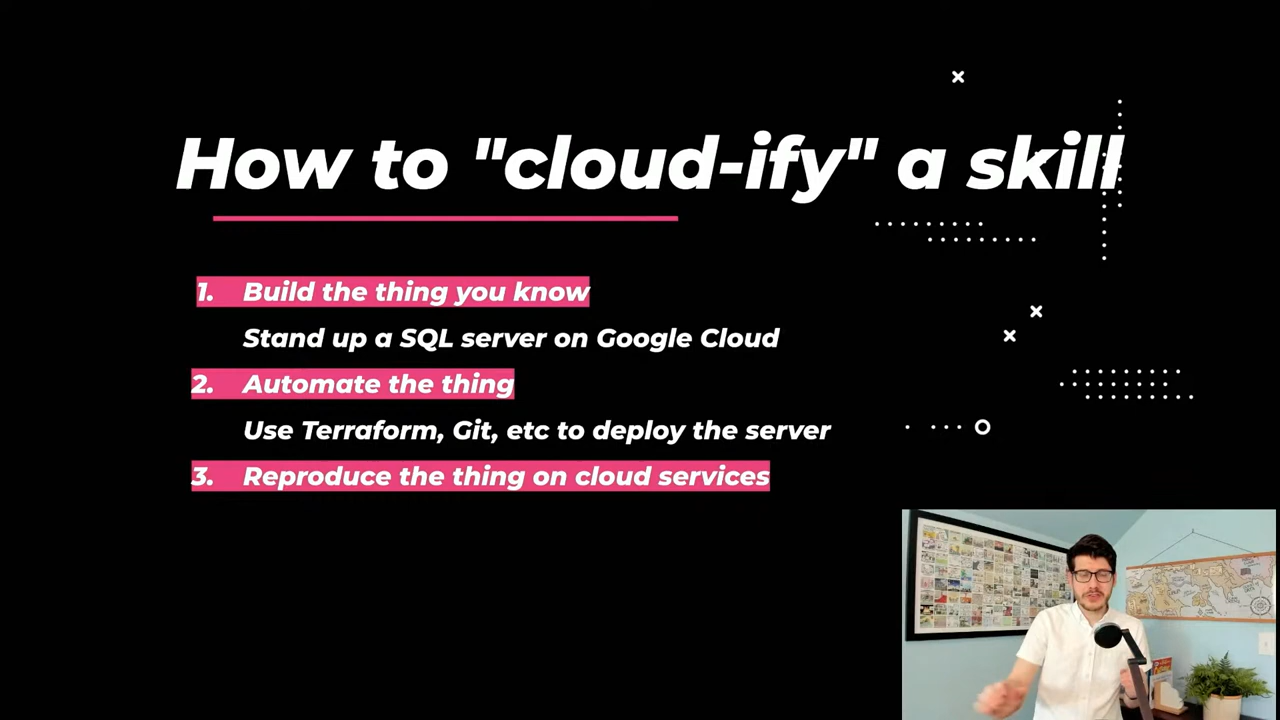 How to "cloud-ify" a skill
1. Build the thing you know
Stand up a SQL server on Google Cloud
2. Automate the thing
Use Terraform, Git, etc to deploy the server
3. Reproduce the thing on cloud services